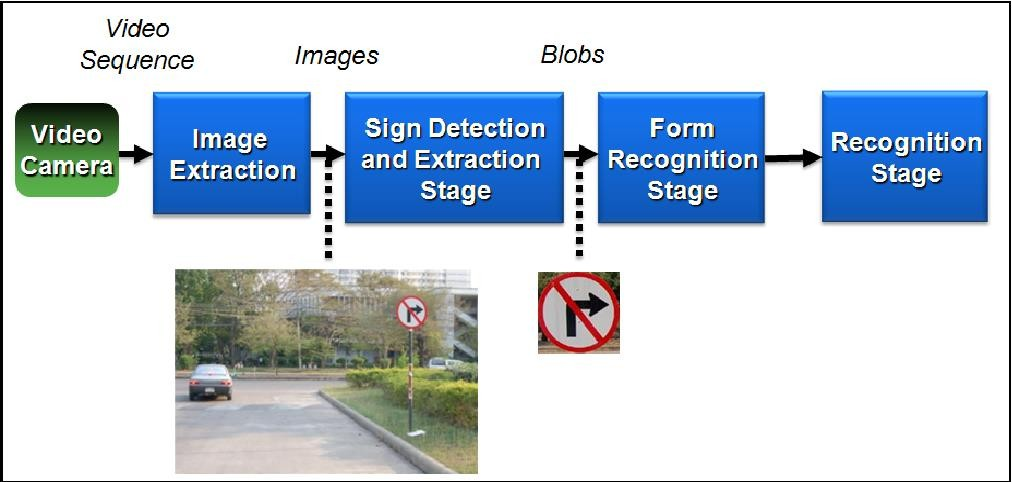 Video
Sequence
Images
Blobs
Video
Camera
Image
Extraction
Sign Detection
and Extraction
Stage
Form
Recognition
Stage
Recognition
Stage